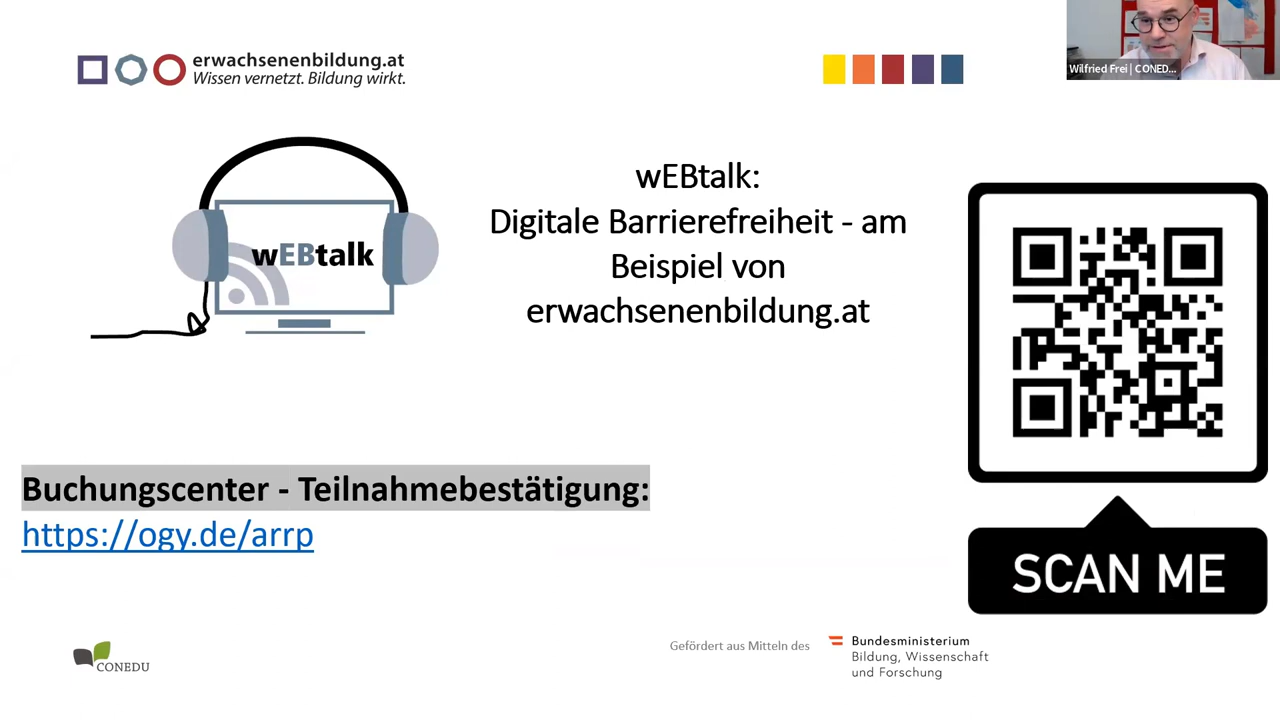 erwachsenenbildung.at
Wissen vernetzt. Bildung wirkt.
Wilfried Frei | CONED...
wEBtalk
wEBtalk:
Digitale Barrierefreiheit - am
Beispiel von
erwachsenenbildung.at
Buchungscenter - Teilnahmebestätigung:
https://ogy.de/arrp
SCAN ME
CONEDU
Gefördert aus Mitteln des
Bundesministerium
Bildung, Wissenschaft
und Forschung